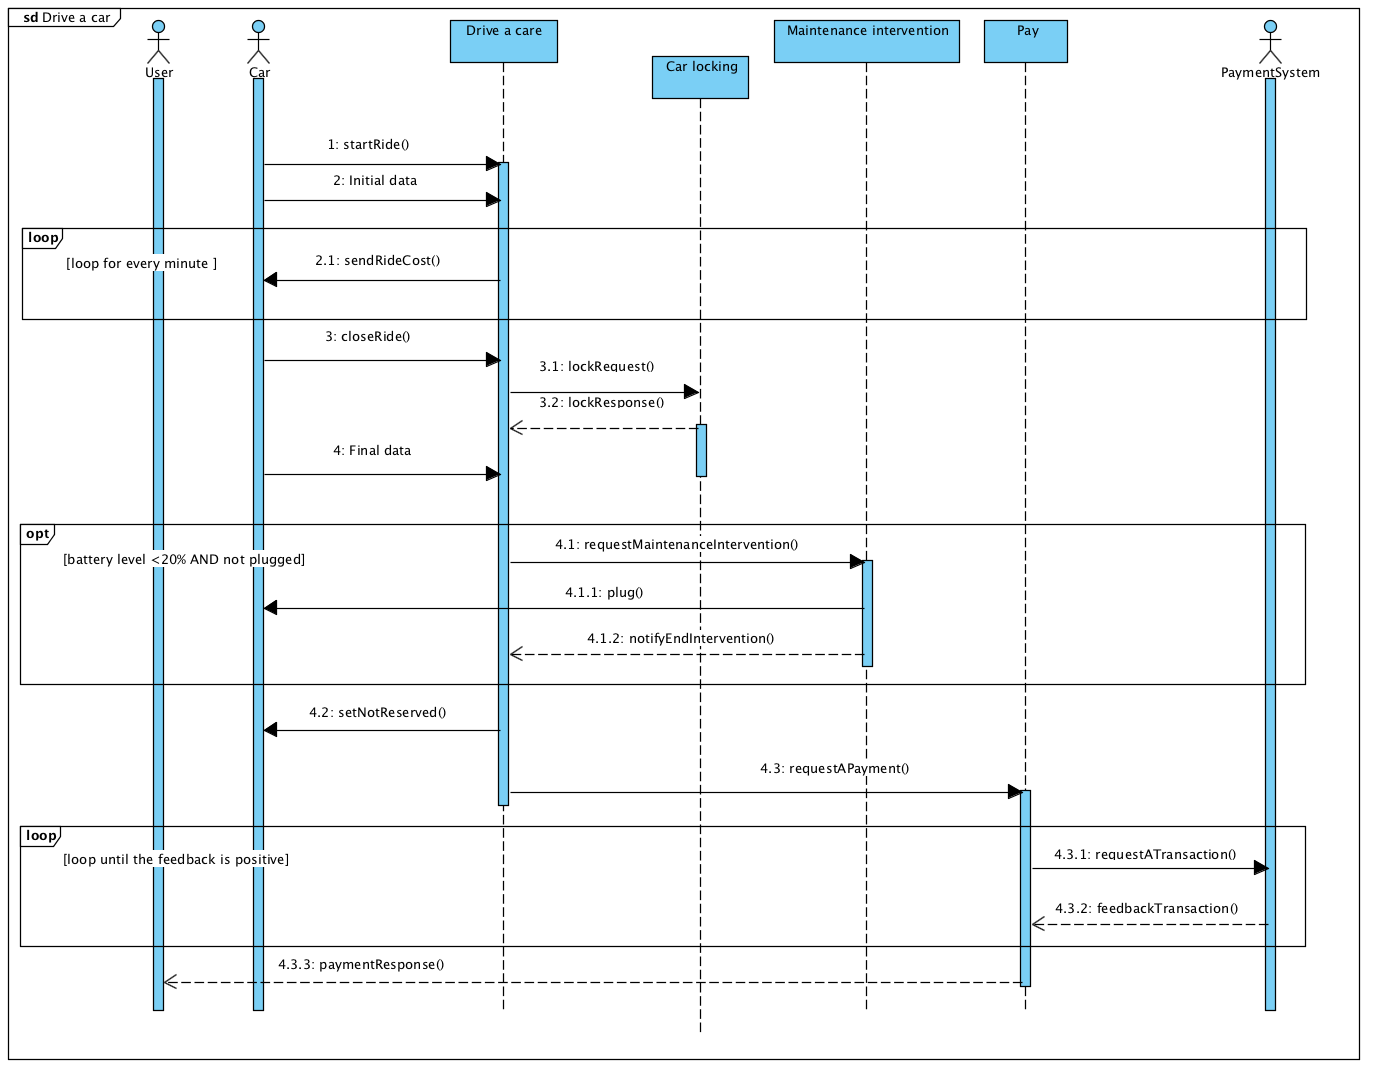 sd Drive a car
User
Car
Drive a care
Car locking
Maintenance intervention
Pay
PaymentSystem
1: startRide()
2: Initial data
loop
[loop for every minute ]
2.1: sendRideCost()
3: closeRide()
3.1: lockRequest()
3.2: lockResponse()
4: Final data
opt
[battery level <20% AND not plugged]
4.1: requestMaintenanceIntervention()
4.1.1: plug()
4.1.2: notifyEndIntervention()
4.2: setNotReserved()
4.3: requestAPayment()
loop
[loop until the feedback is positive]
4.3.1: requestATransaction()
4.3.2: feedbackTransaction()
4.3.3: paymentResponse()